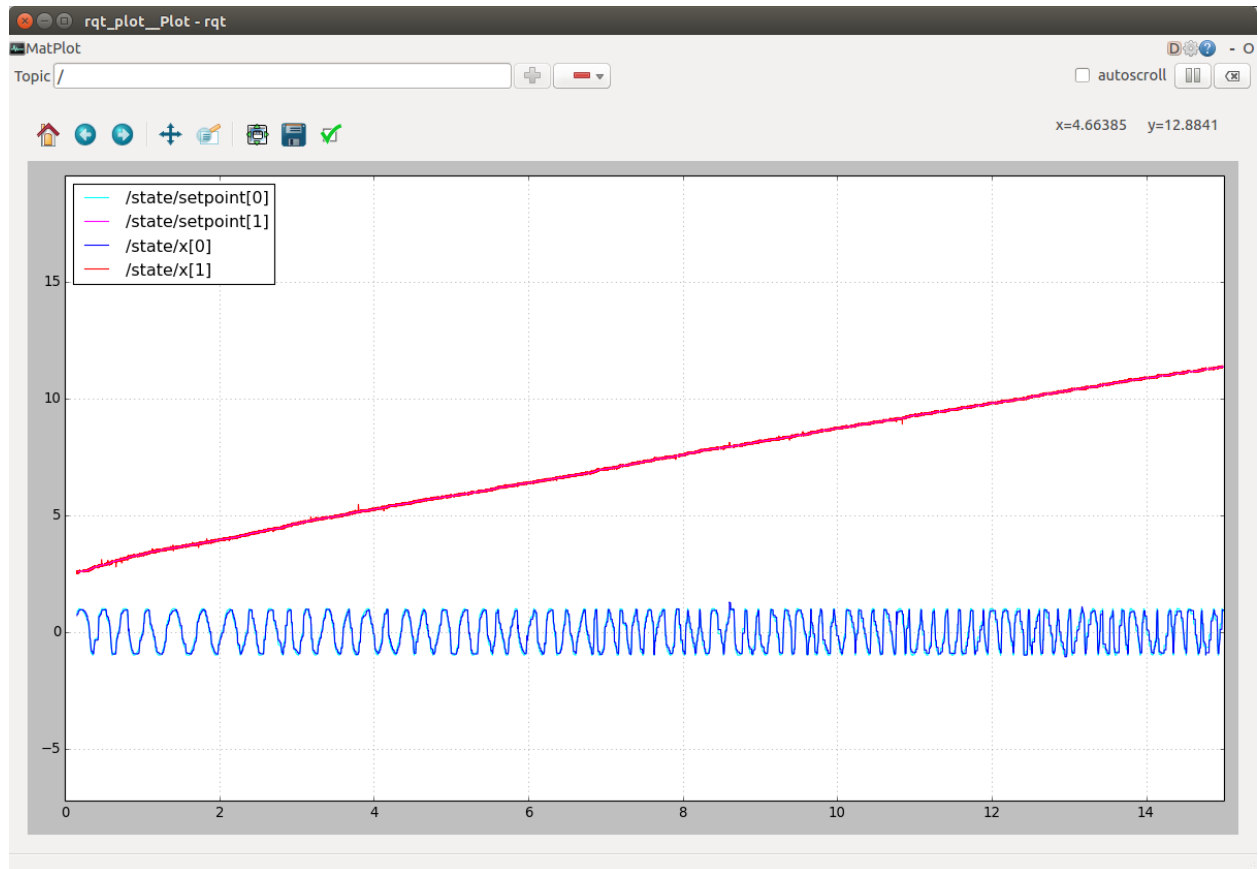 rqt_plot__Plot - rqt
MatPlot
D - O
Topic /
autoscroll
x=4.66385 y=12.8841
/state/setpoint[0]
/state/setpoint[1]
/state/x[0]
/state/x[1]
15
10
5
0
−5
0 2 4 6 8 10 12 14